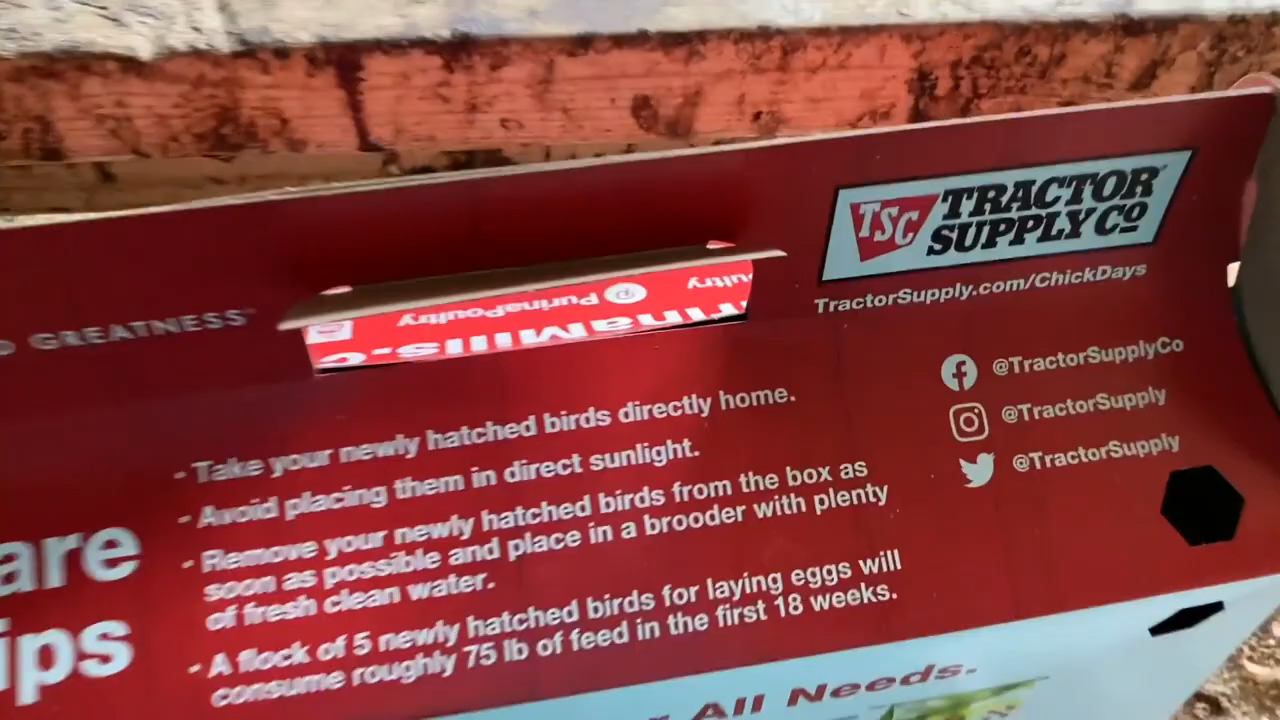 GREATNESS
PurinaPoultry
TSC TRACTOR
SUPPLY CO
TractorSupply.com/ChickDays
@TractorSupplyCo
@TractorSupply
@TractorSupply
- Take your newly hatched birds directly home.
- Avoid placing them in direct sunlight.
- Remove your newly hatched birds from the box as
soon as possible and place in a brooder with plenty
of fresh clean water.
- A flock of 5 newly hatched birds for laying eggs will
consume roughly 75 lb of feed in the first 18 weeks.
All Needs.